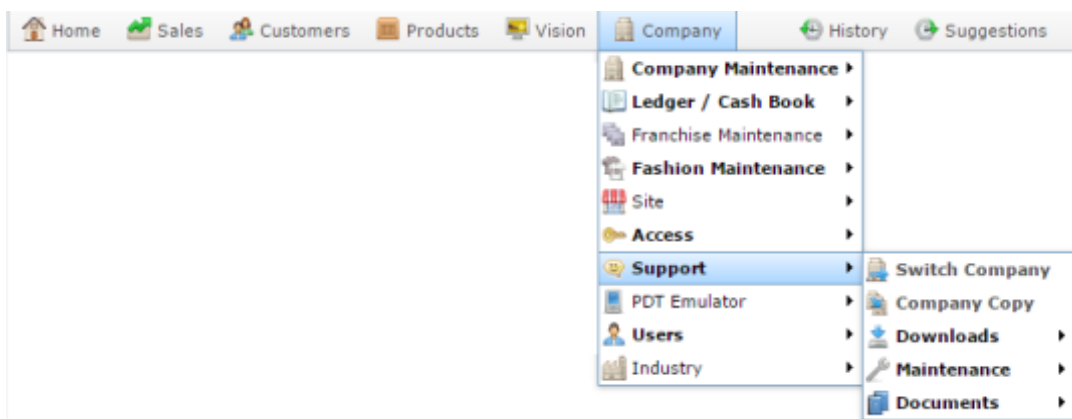 Home Sales Customers Products Vision Company History Suggestions
Company Maintenance
Ledger / Cash Book
Franchise Maintenance
Fashion Maintenance
Site
Access
Support
PDT Emulator
Users
Industry
Switch Company
Company Copy
Downloads
Maintenance
Documents